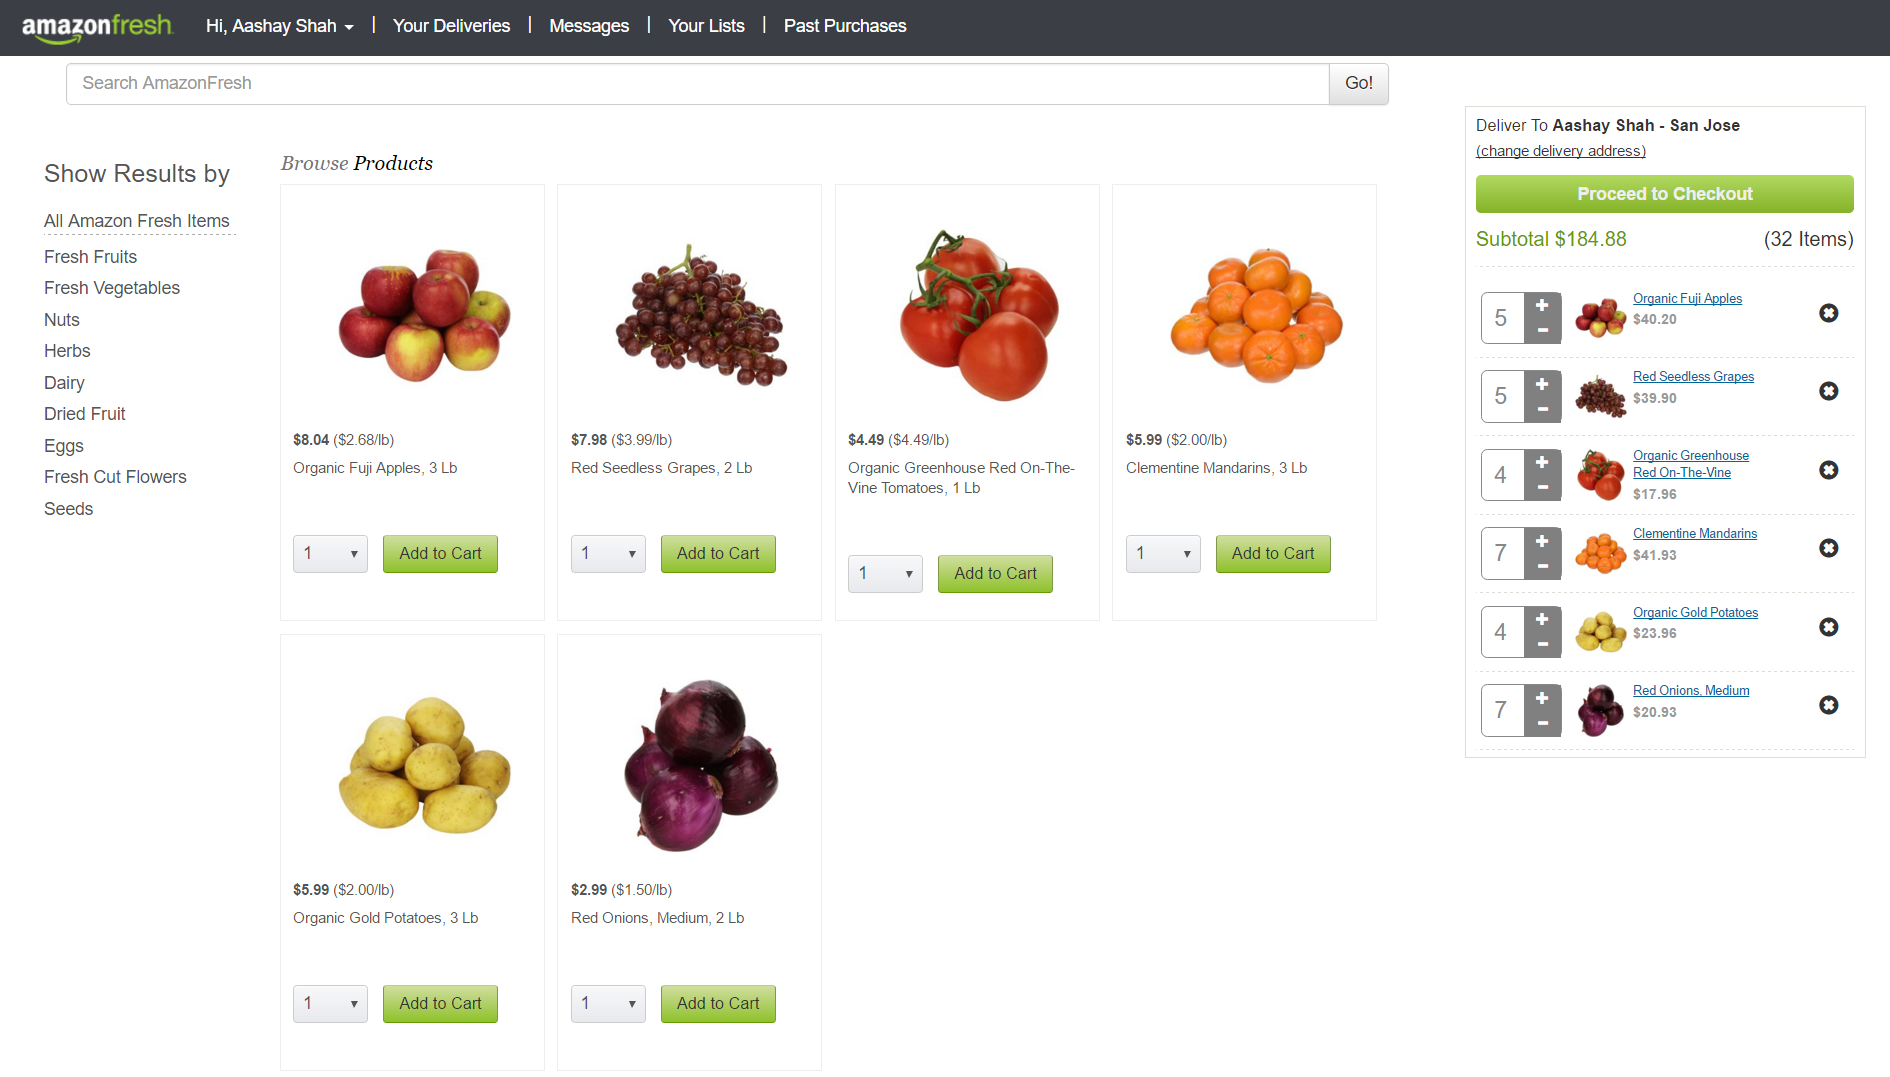 amazonfresh
Hi, Aashay Shah | Your Deliveries | Messages | Your Lists | Past Purchases
Search AmazonFresh
Go!
Show Results by
All Amazon Fresh Items
Fresh Fruits
Fresh Vegetables
Nuts
Herbs
Dairy
Dried Fruit
Eggs
Fresh Cut Flowers
Seeds
Browse Products
$8.04 ($2.68/lb)
Organic Fuji Apples, 3 Lb
1
Add to Cart
$7.98 ($3.99/lb)
Red Seedless Grapes, 2 Lb
1
Add to Cart
$4.49 ($4.49/lb)
Organic Greenhouse Red On-The-
Vine Tomatoes, 1 Lb
1
Add to Cart
$5.99 ($2.00/lb)
Clementine Mandarins, 3 Lb
1
Add to Cart
$5.99 ($2.00/lb)
Organic Gold Potatoes, 3 Lb
1
Add to Cart
$2.99 ($1.50/lb)
Red Onions, Medium, 2 Lb
1
Add to Cart
Deliver To Aashay Shah - San Jose
(change delivery address)
Proceed to Checkout
Subtotal $184.88 (32 Items)
5
Organic Fuji Apples
$40.20
5
Red Seedless Grapes
$39.90
4
Organic Greenhouse
Red On-The-Vine
$17.96
7
Clementine Mandarins
$41.93
4
Organic Gold Potatoes
$23.96
7
Red Onions, Medium
$20.93